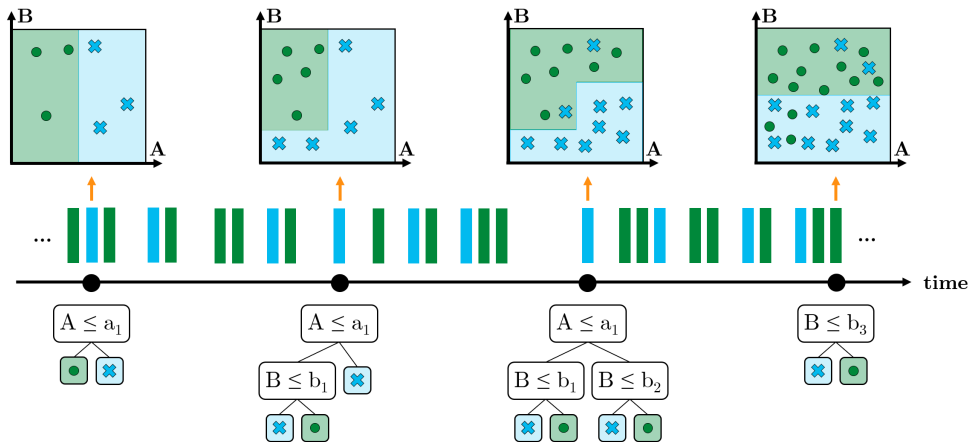 B B B B
A A A A
... ...
time
A ≤ a₁ A ≤ a₁ A ≤ a₁ B ≤ b₃
B ≤ b₁ B ≤ b₁ B ≤ b₂